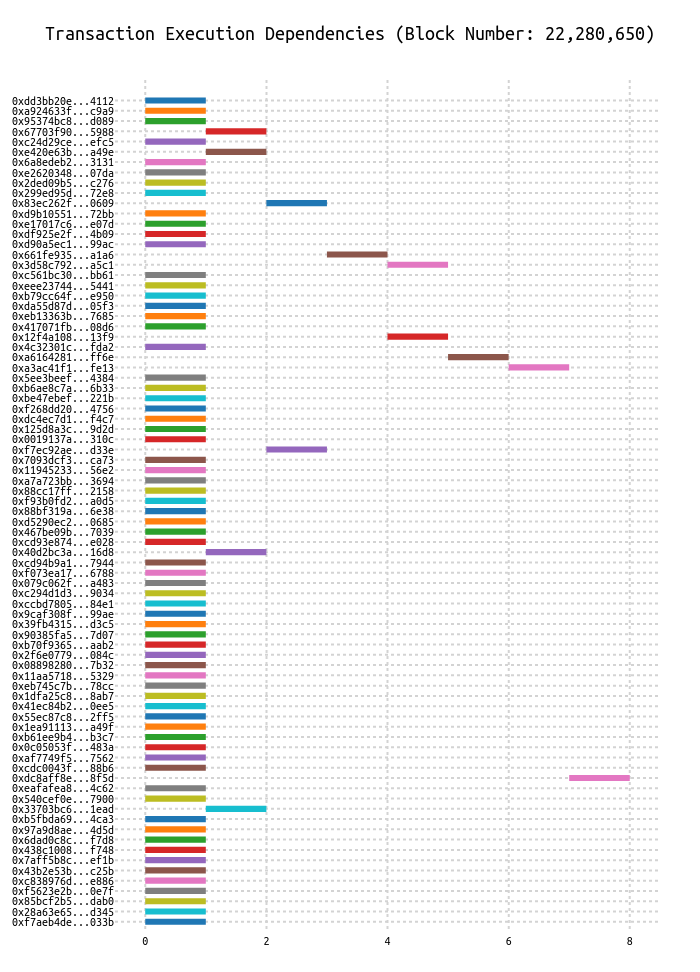 Transaction Execution Dependencies (Block Number: 22,280,650)
0xdd3bb20e...4112
0xa924633f...c9a9
0x95374bc8...d089
0x67703f90...5988
0xc24d29ce...efc5
0xe420e63b...a49e
0x6a8edeb2...3131
0xe2620348...07da
0x2ded09b5...c276
0x299ed95d...72e8
0x83ec262f...0609
0xd9b10551...72bb
0xe17017c6...e07d
0xdf925e2f...4b09
0xd90a5ec1...99ac
0x661fe935...a1a6
0x3d58c792...a5c1
0xc561bc30...bb61
0xeee23744...5441
0xb79cc64f...e950
0xda55d87d...05f3
0xeb13363b...7685
0x417071fb...08d6
0x12f4a108...13f9
0x4c32301c...fda2
0xa6164281...ff6e
0xa3ac41f1...fe13
0x5ee3beef...4384
0xb6ae8c7a...6b33
0xbe47ebef...221b
0xf268dd20...4756
0xdc4ec7d1...f4c7
0x125d8a3c...9d2d
0x0019137a...310c
0xf7ec92ae...d33e
0x7093dcf3...ca73
0x11945233...56e2
0xa7a723bb...3694
0x88cc17ff...2158
0xf93b0fd2...a0d5
0x88bf319a...6e38
0xd5290ec2...0685
0x467be09b...7039
0xcd93e874...e028
0x40d2bc3a...16d8
0xcd94b9a1...7944
0xf073ea17...6788
0x079c062f...a483
0xc294d1d3...9034
0xccbd7805...84e1
0x9caf308f...99ae
0x39fb4315...d3c5
0x90385fa5...7d07
0xb70f9365...aab2
0x2f6e0779...084c
0x08898280...7b32
0x11aa5718...5329
0xeb745c7b...78cc
0x1dfa25c8...8ab7
0x41ec84b2...0ee5
0x55ec87c8...2ff5
0x1ea91113...a49f
0xb61ee9b4...b3c7
0x0c05053f...483a
0xaf7749f5...7562
0xcdc0043f...88b6
0xdc8aff8e...8f5d
0xeafafea8...4c62
0x540cef0e...7900
0x33703bc6...1ead
0xb5fbda69...4ca3
0x97a9d8ae...4d5d
0x6dad0c8c...f7d8
0x438c1008...f748
0x7aff5b8c...ef1b
0x43b2e53b...c25b
0xc838976d...e886
0xf5623e2b...0e7f
0x85bcf2b5...dab0
0x28a63e65...d345
0xf7aeb4de...033b
0 2 4 6 8